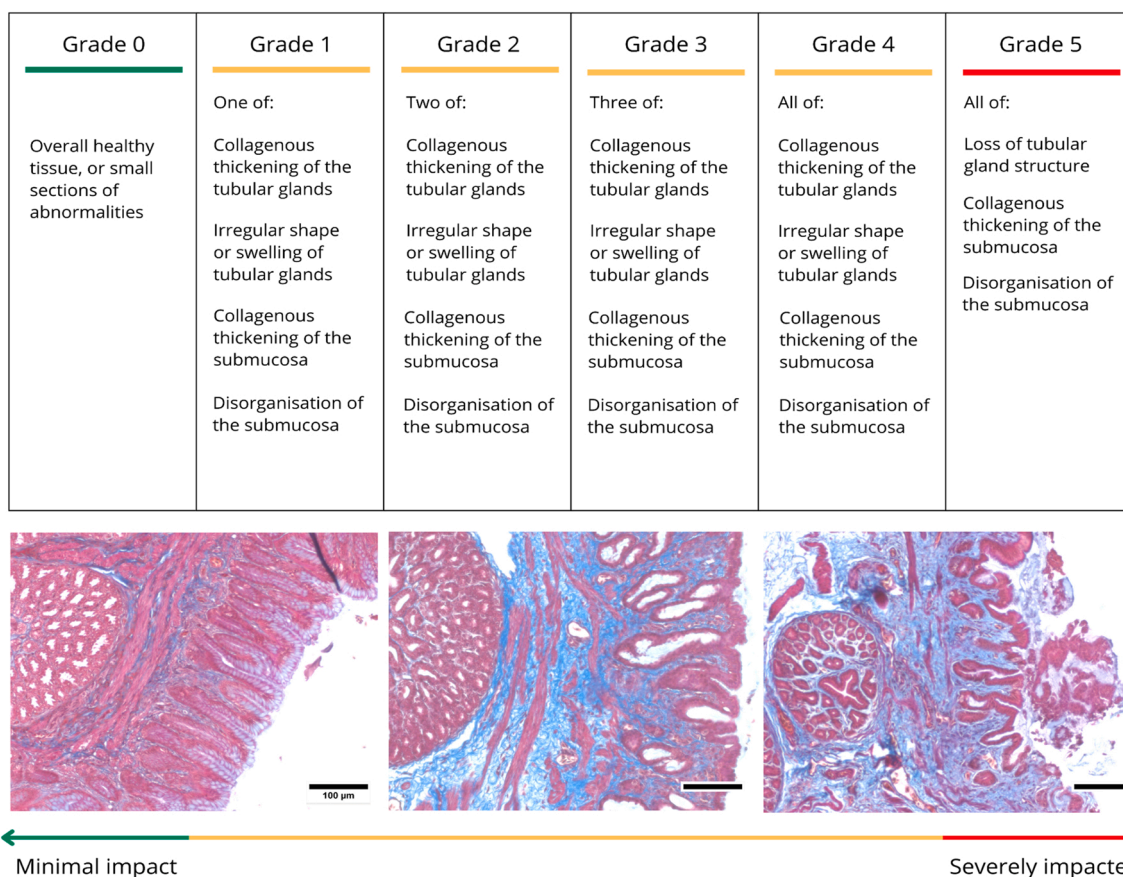 Grade 0
Overall healthy
tissue, or small
sections of
abnormalities
Grade 1
One of:
Collagenous
thickening of the
tubular glands
Irregular shape
or swelling of
tubular glands
Collagenous
thickening of the
submucosa
Disorganisation of
the submucosa
Grade 2
Two of:
Collagenous
thickening of the
tubular glands
Irregular shape
or swelling of
tubular glands
Collagenous
thickening of the
submucosa
Disorganisation of
the submucosa
Grade 3
Three of:
Collagenous
thickening of the
tubular glands
Irregular shape
or swelling of
tubular glands
Collagenous
thickening of the
submucosa
Disorganisation of
the submucosa
Grade 4
All of:
Collagenous
thickening of the
tubular glands
Irregular shape
or swelling of
tubular glands
Collagenous
thickening of the
submucosa
Disorganisation of
the submucosa
Grade 5
All of:
Loss of tubular
gland structure
Collagenous
thickening of the
submucosa
Disorganisation of
the submucosa
100 µm
Minimal impact
Severely impacte